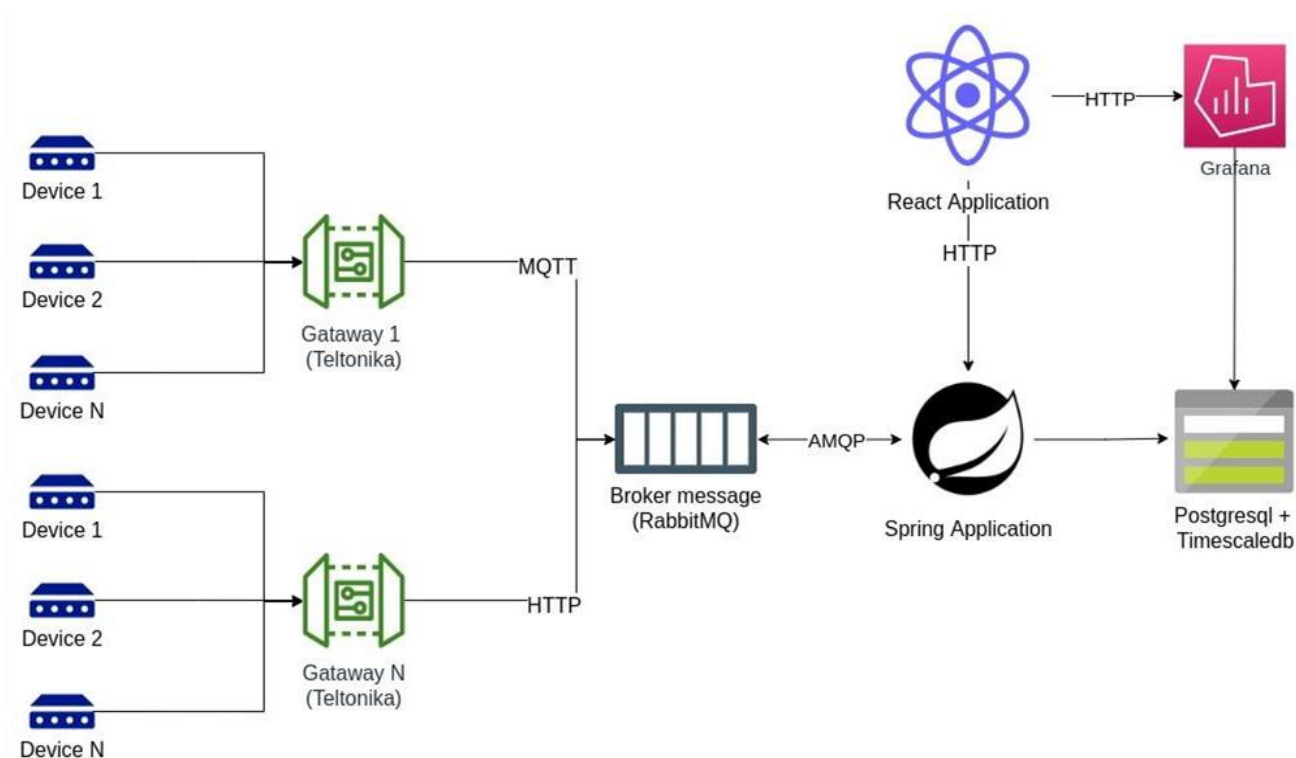 Device 1
Device 2
Device N
Gataway 1
(Teltonika)
MQTT
Device 1
Device 2
Device N
Gataway N
(Teltonika)
HTTP
Broker message
(RabbitMQ)
AMQP
React Application
HTTP
HTTP
Grafana
Spring Application
Postgresql +
Timescaledb